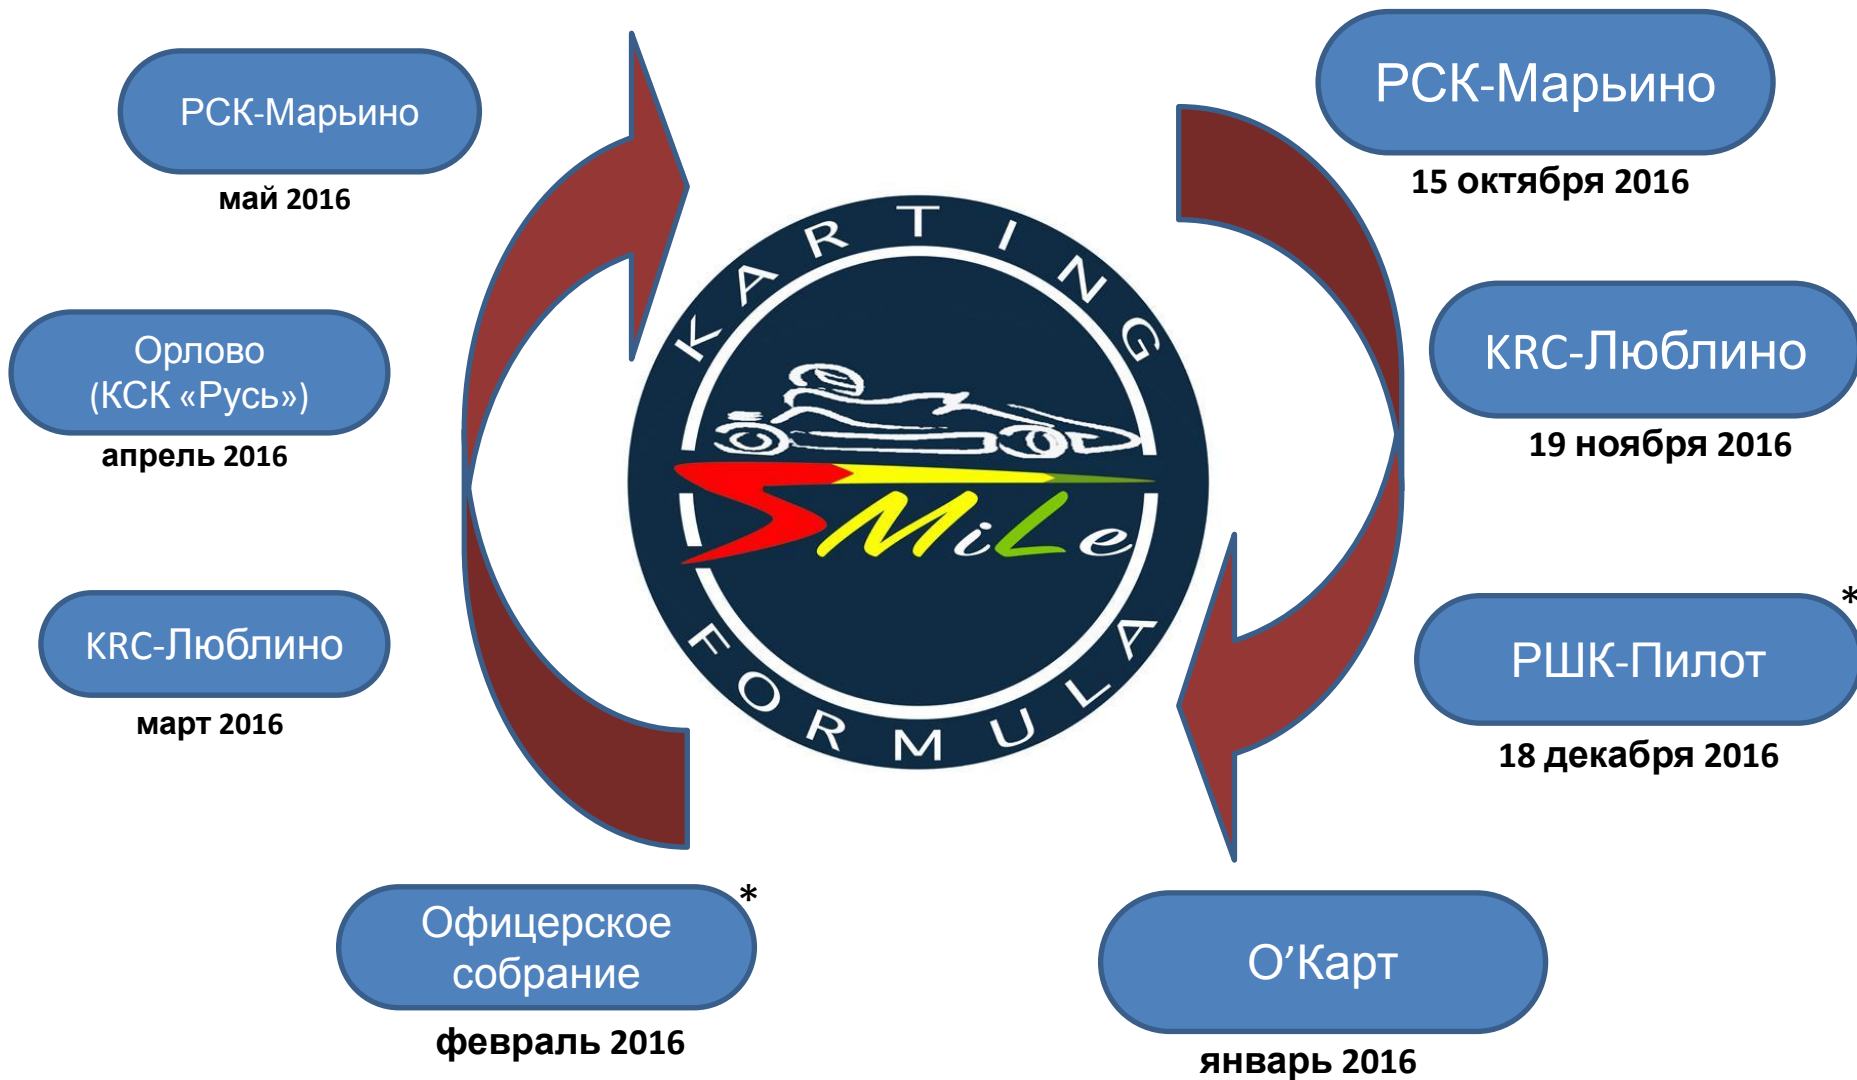 РСК-Марьино
май 2016
Орлово
(КСК «Русь»)
апрель 2016
KRC-Люблино
март 2016
Офицерское
собрание
*
февраль 2016
KARTING
SMiLe
FORMULA
РСК-Марьино
15 октября 2016
KRC-Люблино
19 ноября 2016
*
РШК-Пилот
18 декабря 2016
О’Карт
январь 2016